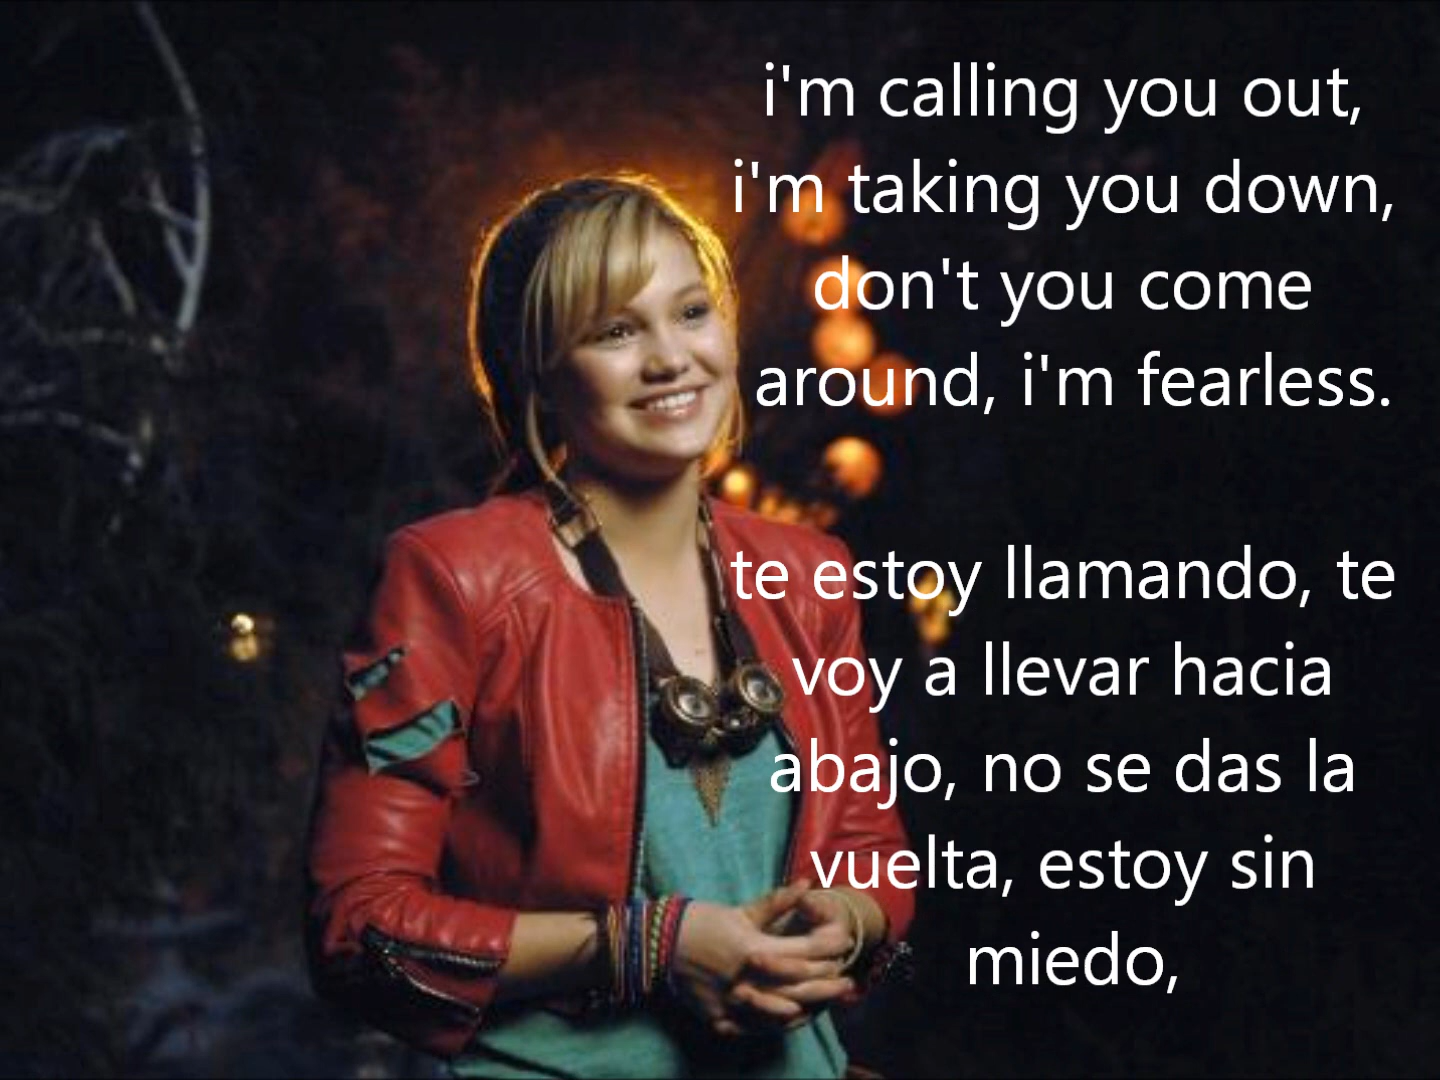 i'm calling you out,
i'm taking you down,
don't you come
around, i'm fearless.
te estoy llamando, te
voy a llevar hacia
abajo, no se das la
vuelta, estoy sin
miedo,